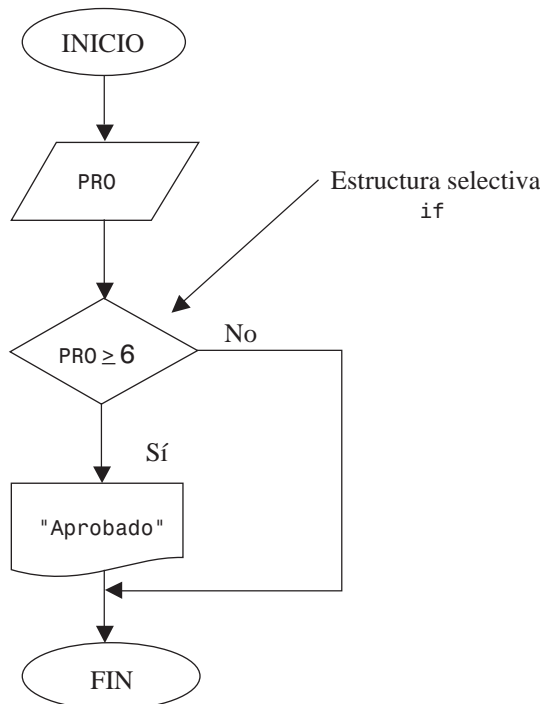 INICIO
PRO
Estructura selectiva
if
PRO ≥ 6
No
Sí
"Aprobado"
FIN